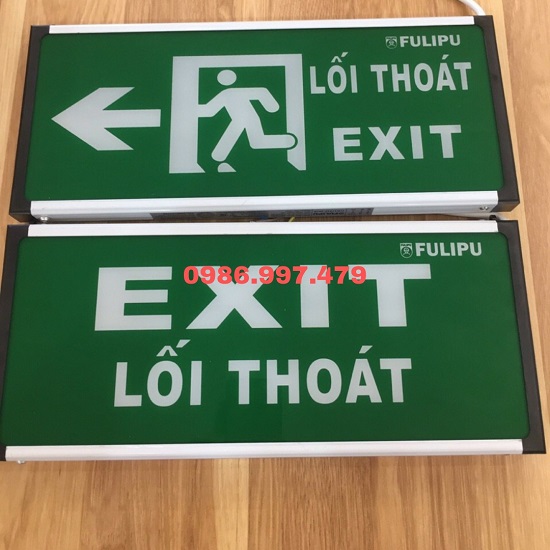 FULIPU
LỐI THOÁT
EXIT
FULIPU
0986.997.479
EXIT
LỐI THOÁT